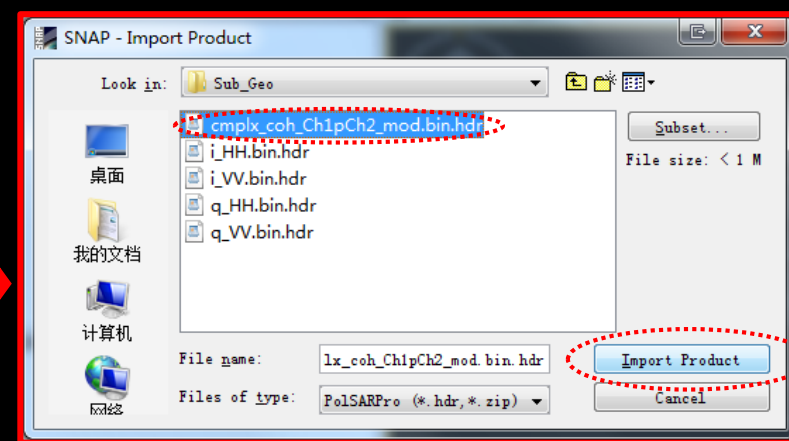 SNAP - Import Product
Look in: Sub_Geo
cmplx_coh_Ch1pCh2_mod.bin.hdr
i_HH.bin.hdr
i_VV.bin.hdr
q_HH.bin.hdr
q_VV.bin.hdr
Subset...
File size: < 1 M
桌面
我的文档
计算机
网络
File name: lx_coh_Ch1pCh2_mod.bin.hdr
Import Product
Files of type: PolSARPro (*.hdr,*.zip)
Cancel